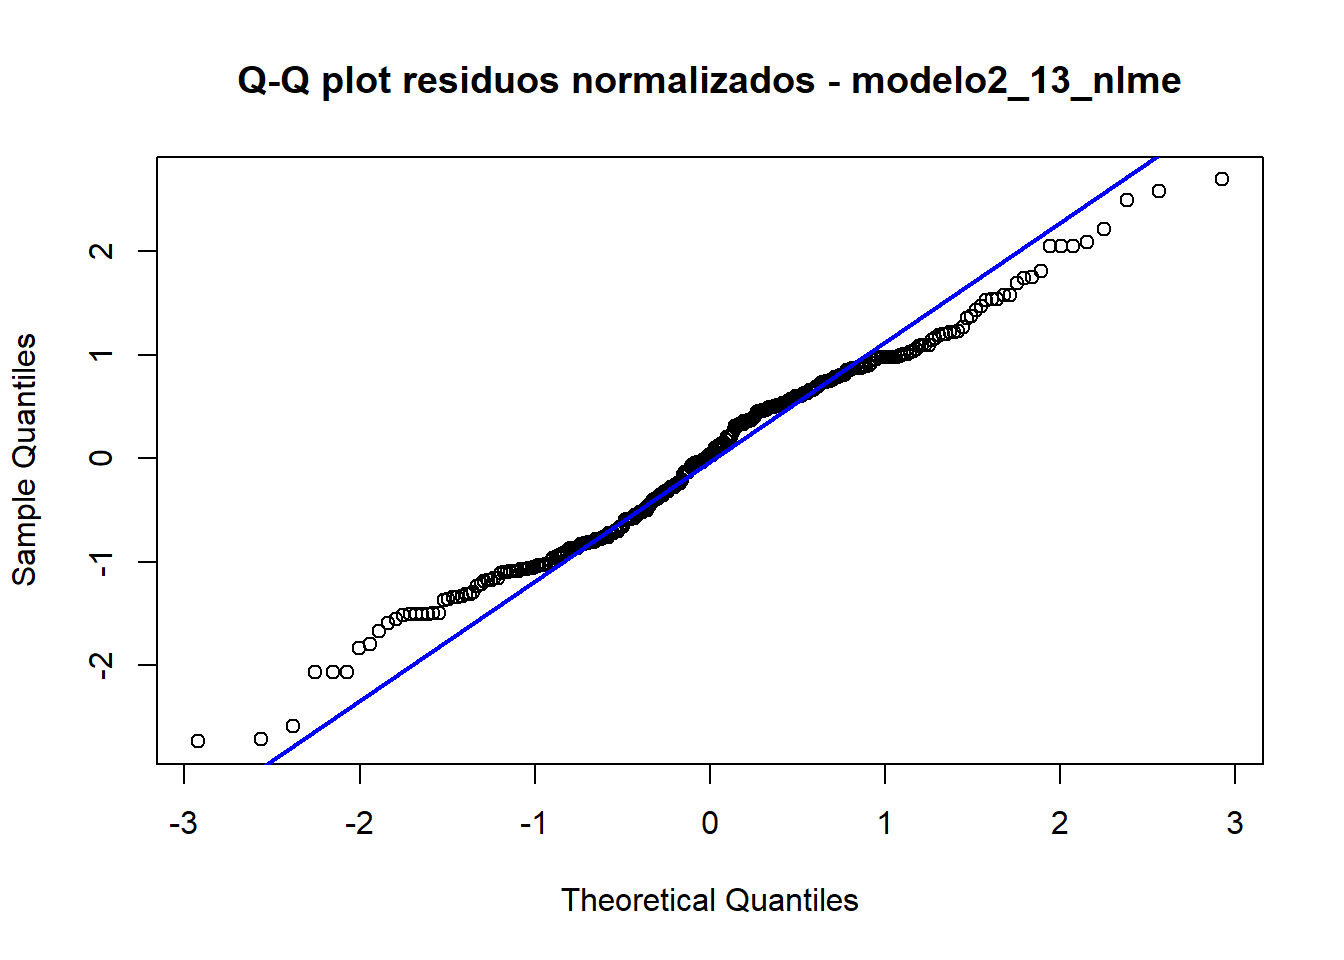 Q-Q plot residuos normalizados - modelo2_13_nlme
Sample Quantiles
2
1
0
-1
-2
-3 -2 -1 0 1 2 3
Theoretical Quantiles